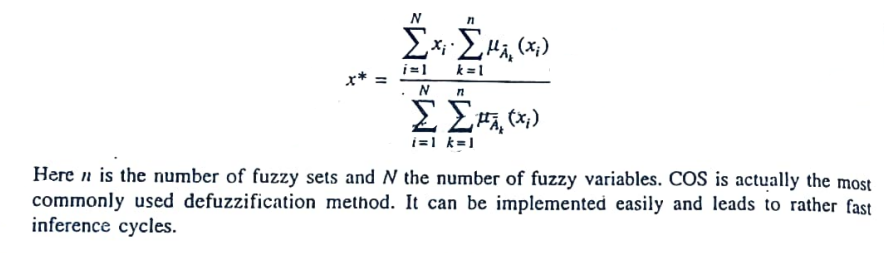 x* = \frac{\sum_{i=1}^{N} x_i \cdot \sum_{k=1}^{n} \mu_{\tilde{A}_k}(x_i)}{\sum_{i=1}^{N} \sum_{k=1}^{n} \mu_{\tilde{A}_k}(x_i)}
Here n is the number of fuzzy sets and N the number of fuzzy variables. COS is actually the most
commonly used defuzzification method. It can be implemented easily and leads to rather fast
inference cycles.